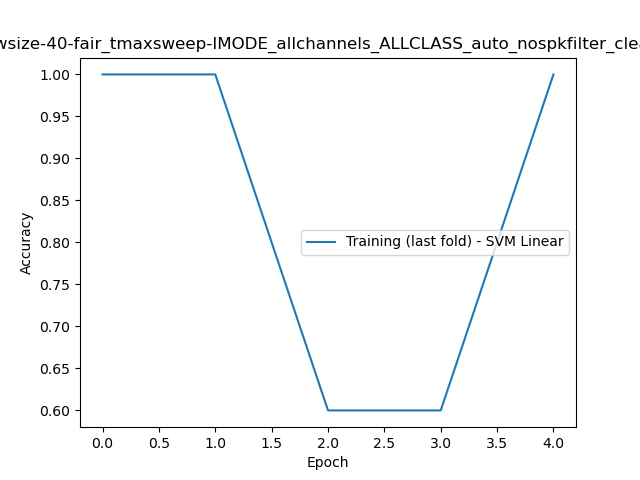 wsize-40-fair_tmaxsweep-IMODE_allchannels_ALLCLASS_auto_nospkfilter_clea
1.00
0.95
0.90
0.85
0.80
0.75
0.70
0.65
0.60
Accuracy
Training (last fold) - SVM Linear
0.0 0.5 1.0 1.5 2.0 2.5 3.0 3.5 4.0
Epoch